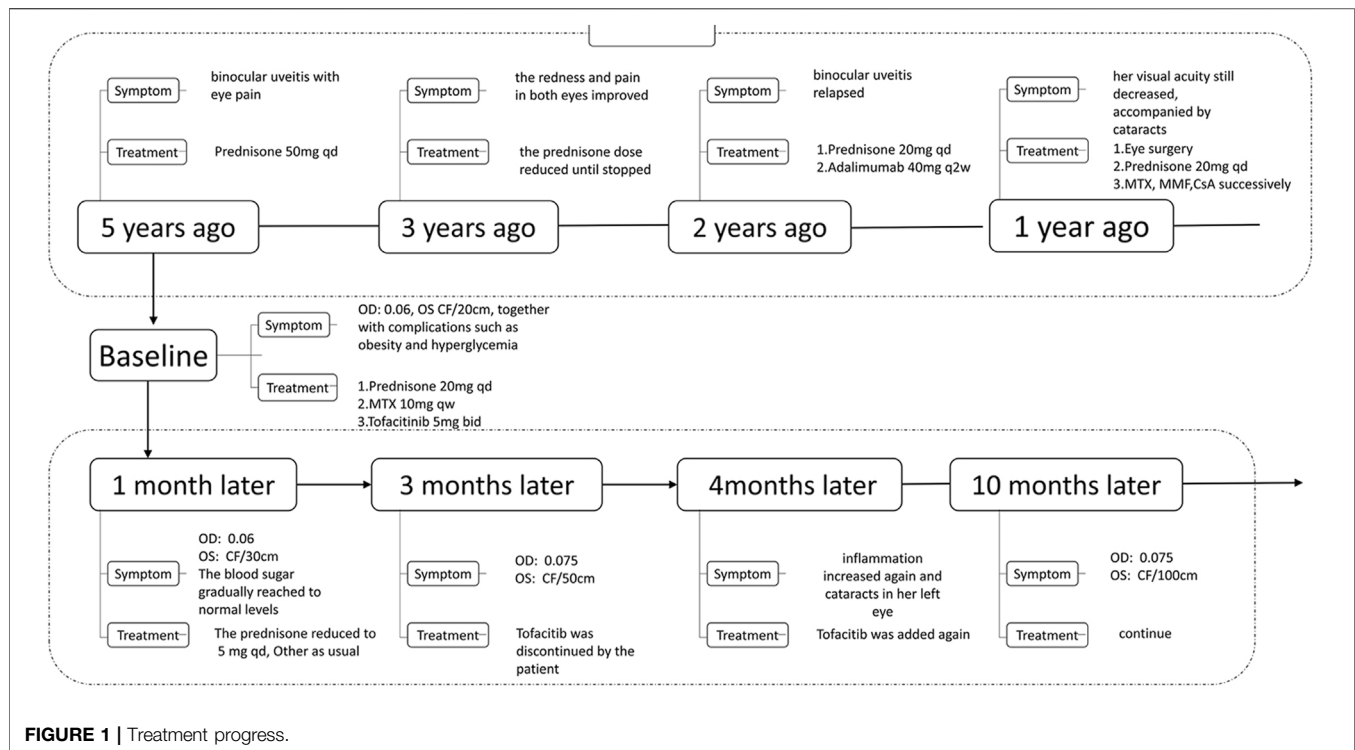 Symptom
binocular uveitis with
eye pain
Treatment
Prednisone 50mg qd
5 years ago
Symptom
the redness and pain
in both eyes improved
Treatment
the prednisone dose
reduced until stopped
3 years ago
Symptom
binocular uveitis
relapsed
Treatment
1.Prednisone 20mg qd
2.Adalimumab 40mg q2w
2 years ago
Symptom
her visual acuity still
decreased,
accompanied by
cataracts
Treatment
1.Eye surgery
2.Prednisone 20mg qd
3.MTX, MMF,CsA successively
1 year ago
Baseline
Symptom
OD: 0.06, OS CF/20cm, together
with complications such as
obesity and hyperglycemia
Treatment
1.Prednisone 20mg qd
2.MTX 10mg qw
3.Tofacitinib 5mg bid
1 month later
Symptom
OD: 0.06
OS: CF/30cm
The blood sugar
gradually reached to
normal levels
Treatment
The prednisone reduced to
5 mg qd, Other as usual
3 months later
Symptom
OD: 0.075
OS: CF/50cm
Treatment
Tofacitib was
discontinued by the
patient
4months later
Symptom
inflammation
increased again and
cataracts in her left
eye
Treatment
Tofacitib was added again
10 months later
Symptom
OD: 0.075
OS: CF/100cm
Treatment
continue
FIGURE 1 | Treatment progress.